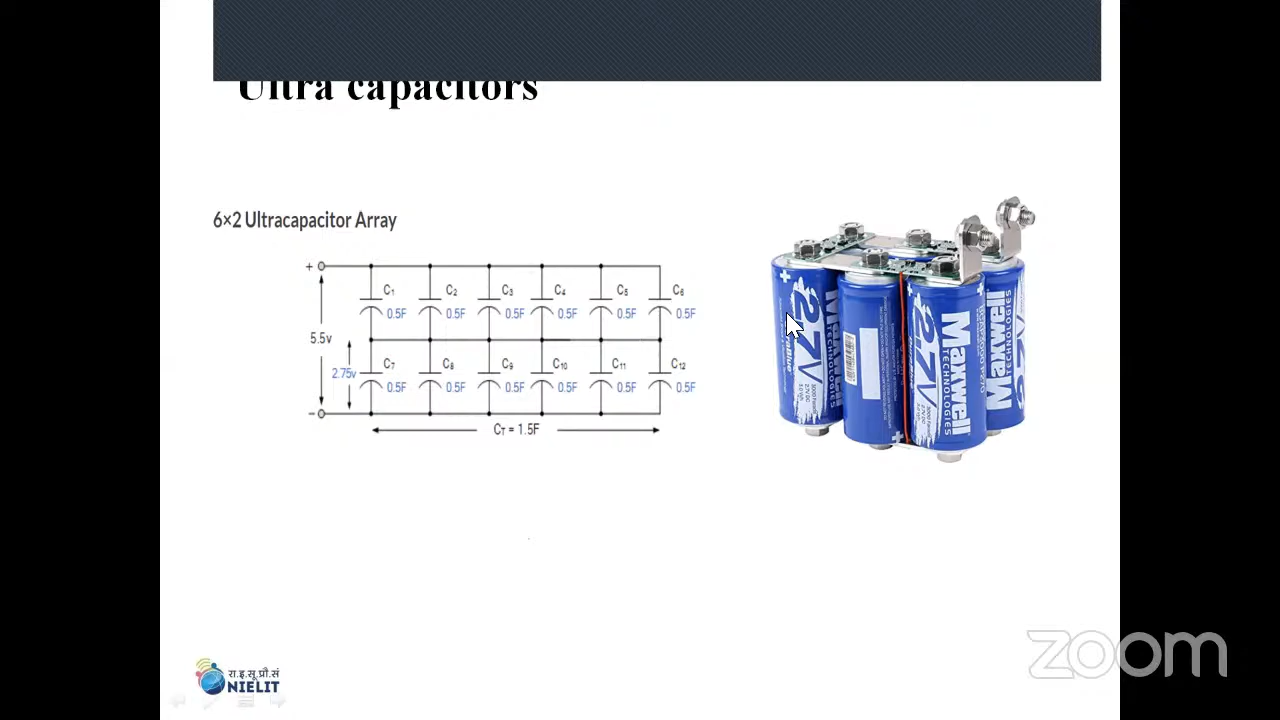 Ultra capacitors
6×2 Ultracapacitor Array
+
C1 C2 C3 C4 C5 C6
0.5F 0.5F 0.5F 0.5F 0.5F 0.5F
5.5v
2.75v
C7 C8 C9 C10 C11 C12
0.5F 0.5F 0.5F 0.5F 0.5F 0.5F
−
CT = 1.5F
2.7V
Maxwell
TECHNOLOGIES
2.7V
Maxwell
TECHNOLOGIES
Maxwell
TECHNOLOGIES
zoom
रा.इ.सू.प्रौ.सं
NIELIT